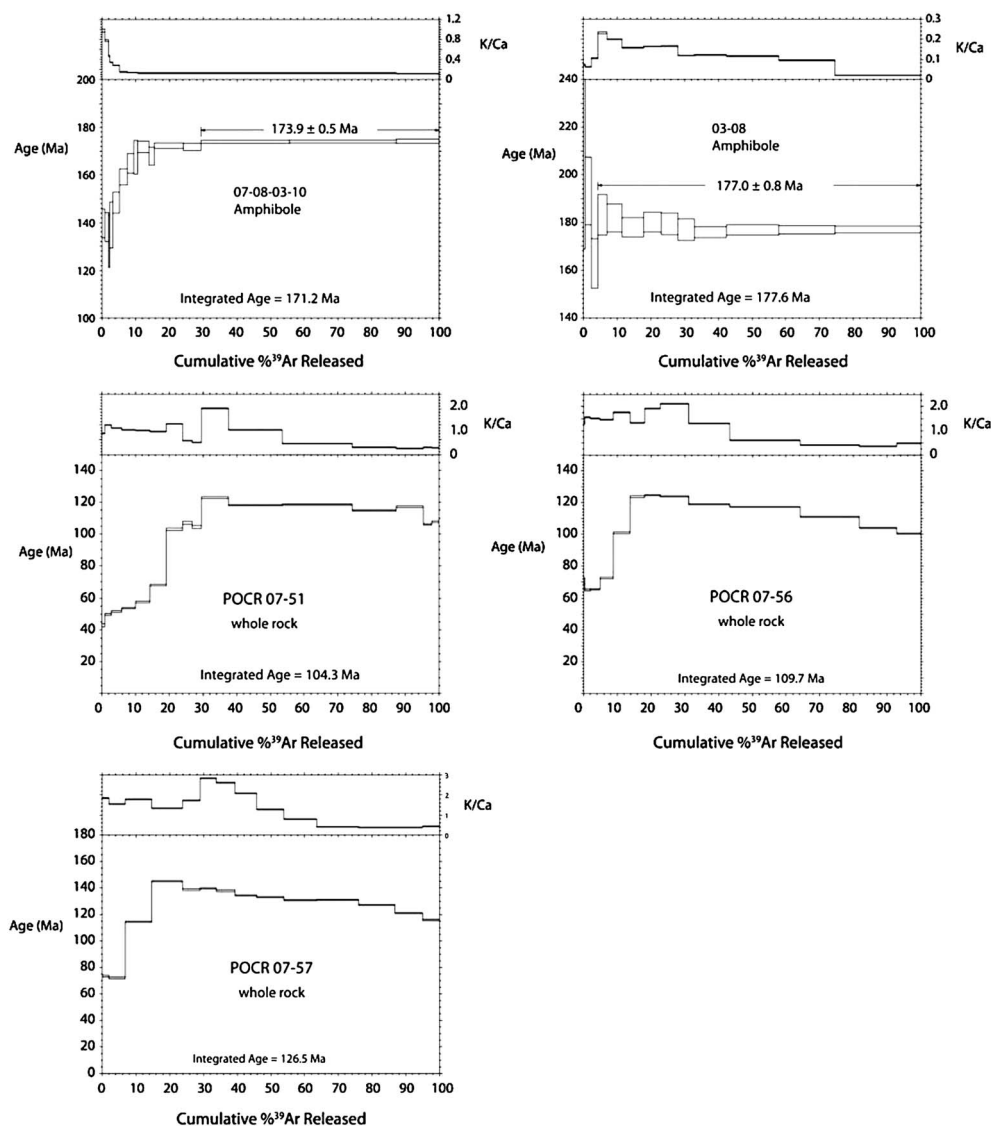 1.2
0.8
0.4
0
K/Ca
200
180
160
140
120
100
Age (Ma)
173.9 ± 0.5 Ma
07-08-03-10
Amphibole
Integrated Age = 171.2 Ma
0 10 20 30 40 50 60 70 80 90 100
Cumulative %³⁹Ar Released
0.3
0.2
0.1
0
K/Ca
240
220
200
180
160
140
Age (Ma)
03-08
Amphibole
177.0 ± 0.8 Ma
Integrated Age = 177.6 Ma
0 10 20 30 40 50 60 70 80 90 100
Cumulative %³⁹Ar Released
2.0
1.0
0
K/Ca
140
120
100
80
60
40
20
Age (Ma)
POCR 07-51
whole rock
Integrated Age = 104.3 Ma
0 10 20 30 40 50 60 70 80 90 100
Cumulative %³⁹Ar Released
2.0
1.0
0
K/Ca
140
120
100
80
60
40
20
Age (Ma)
POCR 07-56
whole rock
Integrated Age = 109.7 Ma
0 10 20 30 40 50 60 70 80 90 100
Cumulative %³⁹Ar Released
3
2
1
0
K/Ca
180
160
140
120
100
80
60
40
20
0
Age (Ma)
POCR 07-57
whole rock
Integrated Age = 126.5 Ma
0 10 20 30 40 50 60 70 80 90 100
Cumulative %³⁹Ar Released